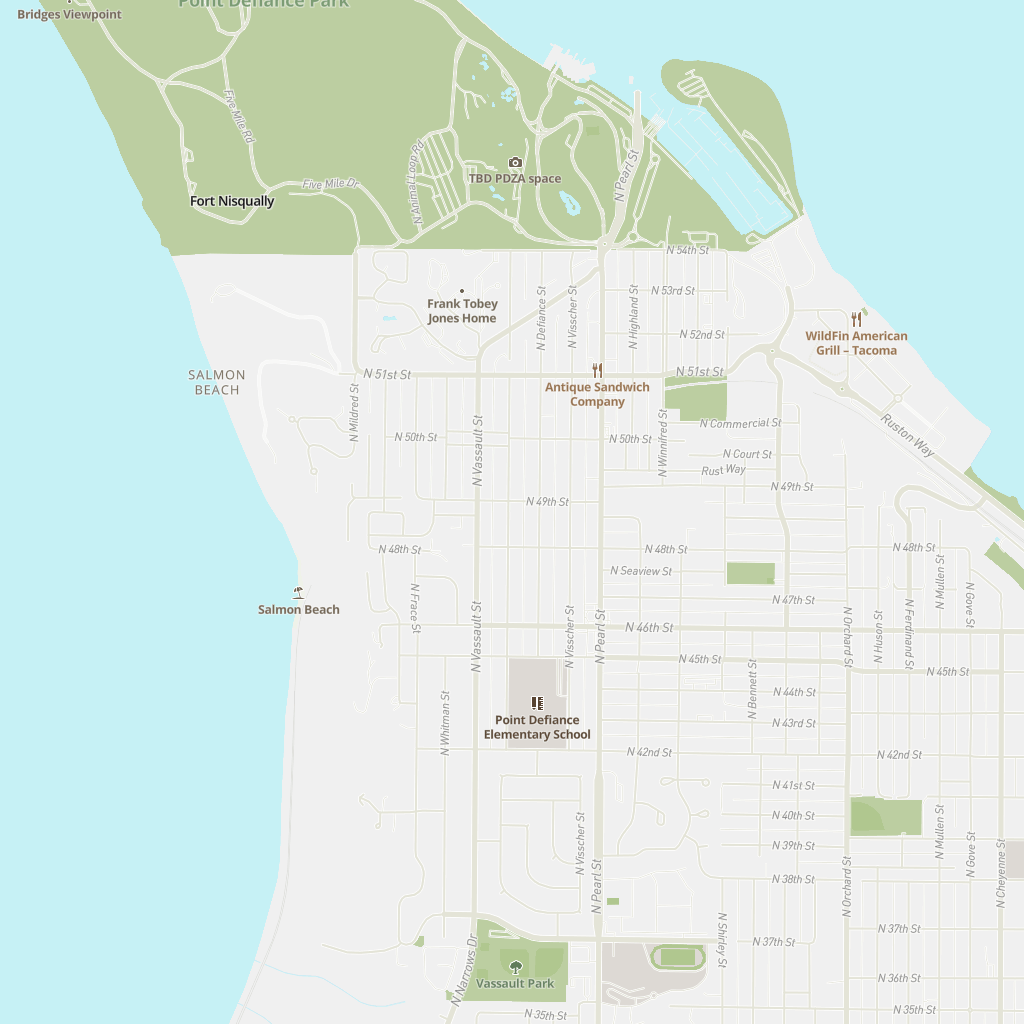 Point Defiance Park
Bridges Viewpoint
Five Mile Rd
N Animal Loop Rd
TBD PDZA space
N Pearl St
Five Mile Dr
Fort Nisqually
N 54th St
Frank Tobey
Jones Home
N Defiance St
N Visscher St
N Highland St
N 53rd St
N 52nd St
WildFin American
Grill – Tacoma
SALMON
BEACH
N 51st St
N 51st St
Antique Sandwich
Company
N Mildred St
N Vassault St
N 50th St
N 50th St
N Winnifred St
N Commercial St
Ruston Way
N Court St
Rust Way
N 49th St
N 49th St
N 48th St
N 48th St
N 48th St
N Seaview St
N Mullen St
N Gove St
Salmon Beach
N Frace St
N Vassault St
N Visscher St
N Pearl St
N 47th St
N 46th St
N Orchard St
N Huson St
N Ferdinand St
N 45th St
N 45th St
N Whitman St
N Bennett St
N 44th St
Point Defiance
Elementary School
N 43rd St
N 42nd St
N 42nd St
N 41st St
N 40th St
N Visscher St
N Pearl St
N 39th St
N Mullen St
N Gove St
N Cheyenne St
N 38th St
N Orchard St
N Shirley St
N 37th St
N 37th St
N Narrows Dr
Vassault Park
N 36th St
N 35th St
N 35th St